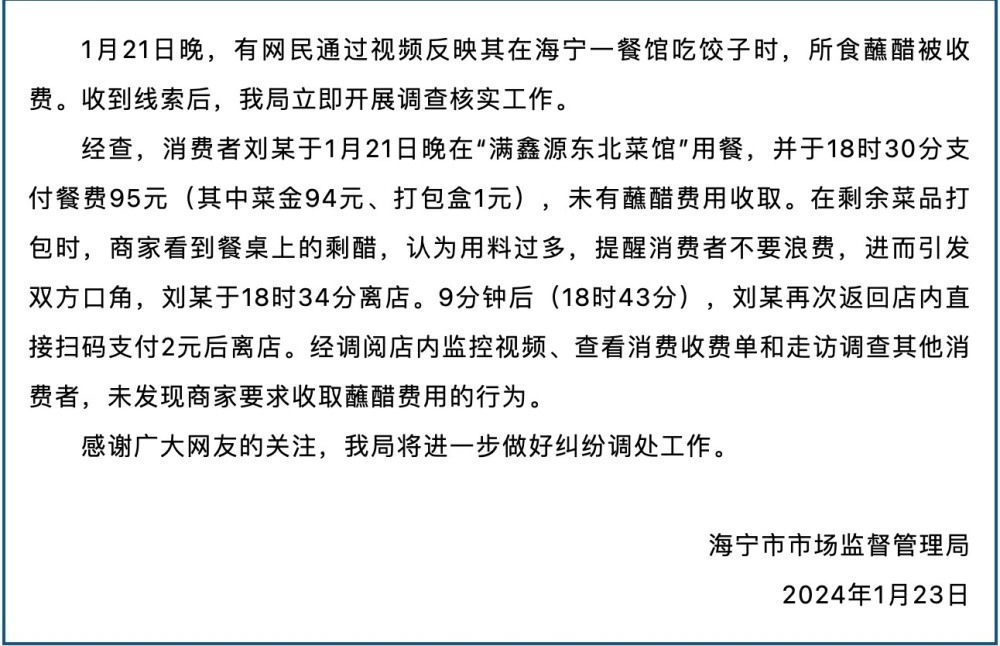 1月21日晚，有网民通过视频反映其在海宁一餐馆吃饺子时，所食蘸醋被收
费。收到线索后，我局立即开展调查核实工作。
经查，消费者刘某于1月21日晚在“满鑫源东北菜馆”用餐，并于18时30分支
付餐费95元（其中菜金94元、打包盒1元），未有蘸醋费用收取。在剩余菜品打
包时，商家看到餐桌上的剩醋，认为用料过多，提醒消费者不要浪费，进而引发
双方口角，刘某于18时34分离店。9分钟后（18时43分），刘某再次返回店内直
接扫码支付2元后离店。经调阅店内监控视频、查看消费收费单和走访调查其他消
费者，未发现商家要求收取蘸醋费用的行为。
感谢广大网友的关注，我局将进一步做好纠纷调处工作。
海宁市市场监督管理局
2024年1月23日